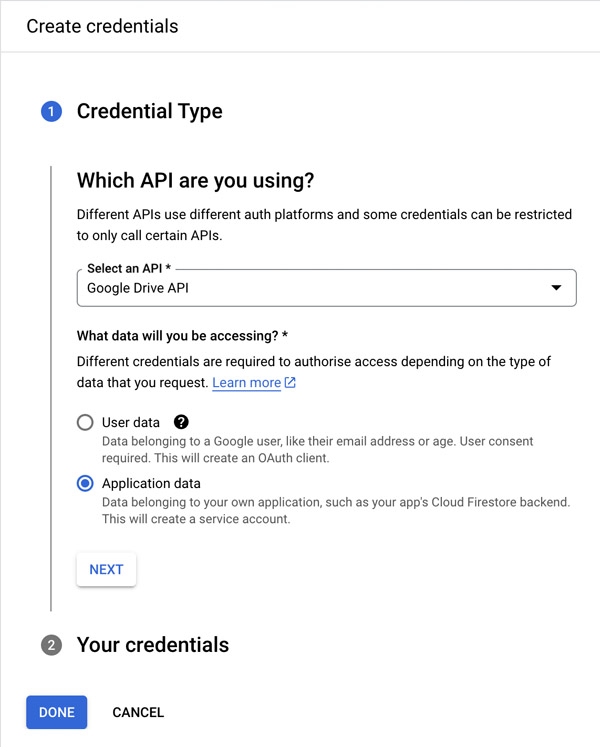 Create credentials
1 Credential Type
Which API are you using?
Different APIs use different auth platforms and some credentials can be restricted
to only call certain APIs.
Select an API *
Google Drive API
What data will you be accessing? *
Different credentials are required to authorise access depending on the type of
data that you request. Learn more
User data ?
Data belonging to a Google user, like their email address or age. User consent
required. This will create an OAuth client.
Application data
Data belonging to your own application, such as your app's Cloud Firestore backend.
This will create a service account.
NEXT
2 Your credentials
DONE CANCEL